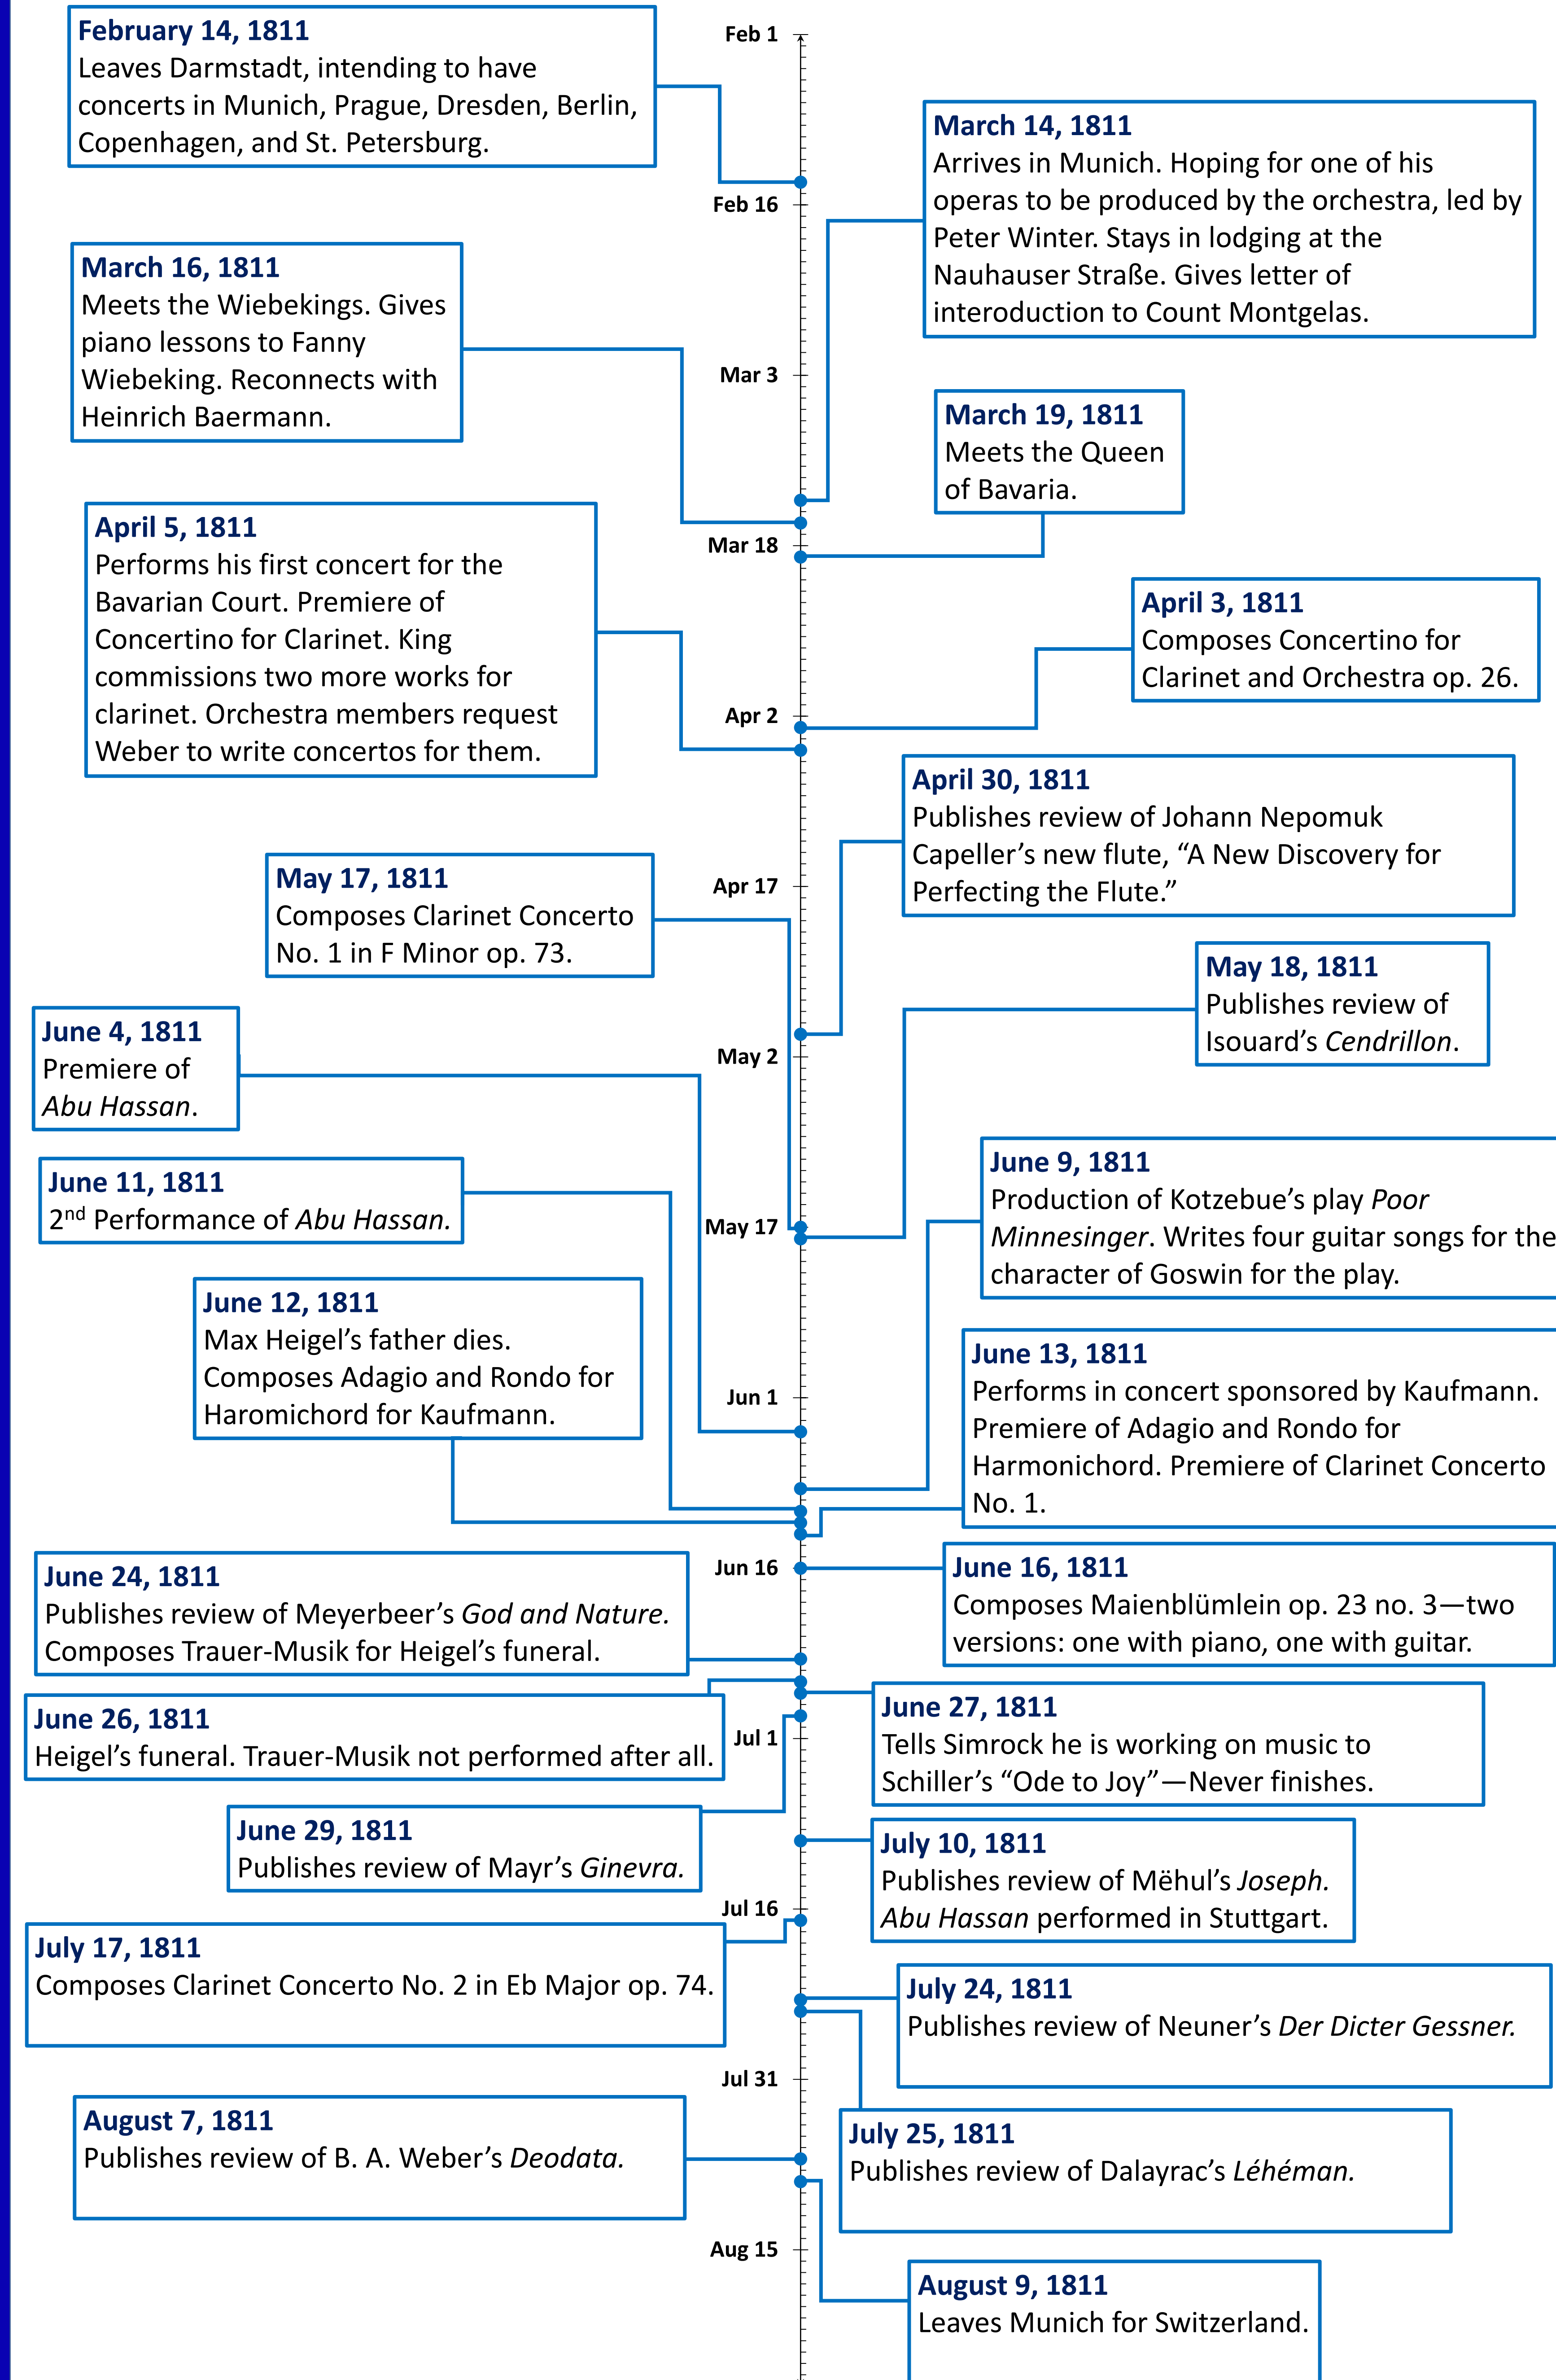 February 14, 1811
Leaves Darmstadt, intending to have
concerts in Munich, Prague, Dresden, Berlin,
Copenhagen, and St. Petersburg.
Feb 1
March 14, 1811
Arrives in Munich. Hoping for one of his
operas to be produced by the orchestra, led by
Peter Winter. Stays in lodging at the
Nauhauser Straße. Gives letter of
interoduction to Count Montgelas.
Feb 16
March 16, 1811
Meets the Wiebekings. Gives
piano lessons to Fanny
Wiebeking. Reconnects with
Heinrich Baermann.
Mar 3
March 19, 1811
Meets the Queen
of Bavaria.
Mar 18
April 5, 1811
Performs his first concert for the
Bavarian Court. Premiere of
Concertino for Clarinet. King
commissions two more works for
clarinet. Orchestra members request
Weber to write concertos for them.
April 3, 1811
Composes Concertino for
Clarinet and Orchestra op. 26.
Apr 2
April 30, 1811
Publishes review of Johann Nepomuk
Capeller’s new flute, “A New Discovery for
Perfecting the Flute.”
May 17, 1811
Composes Clarinet Concerto
No. 1 in F Minor op. 73.
Apr 17
May 18, 1811
Publishes review of
Isouard’s Cendrillon.
June 4, 1811
Premiere of
Abu Hassan.
May 2
June 9, 1811
Production of Kotzebue’s play Poor
Minnesinger. Writes four guitar songs for the
character of Goswin for the play.
June 11, 1811
2nd Performance of Abu Hassan.
May 17
June 12, 1811
Max Heigel’s father dies.
Composes Adagio and Rondo for
Haromichord for Kaufmann.
June 13, 1811
Performs in concert sponsored by Kaufmann.
Premiere of Adagio and Rondo for
Harmonichord. Premiere of Clarinet Concerto
No. 1.
Jun 1
June 24, 1811
Publishes review of Meyerbeer’s God and Nature.
Composes Trauer-Musik for Heigel’s funeral.
Jun 16
June 16, 1811
Composes Maienblümlein op. 23 no. 3—two
versions: one with piano, one with guitar.
June 26, 1811
Heigel’s funeral. Trauer-Musik not performed after all.
Jul 1
June 27, 1811
Tells Simrock he is working on music to
Schiller’s “Ode to Joy”—Never finishes.
June 29, 1811
Publishes review of Mayr’s Ginevra.
July 10, 1811
Publishes review of Mëhul’s Joseph.
Abu Hassan performed in Stuttgart.
Jul 16
July 17, 1811
Composes Clarinet Concerto No. 2 in Eb Major op. 74.
July 24, 1811
Publishes review of Neuner’s Der Dicter Gessner.
Jul 31
August 7, 1811
Publishes review of B. A. Weber’s Deodata.
July 25, 1811
Publishes review of Dalayrac’s Léhéman.
Aug 15
August 9, 1811
Leaves Munich for Switzerland.